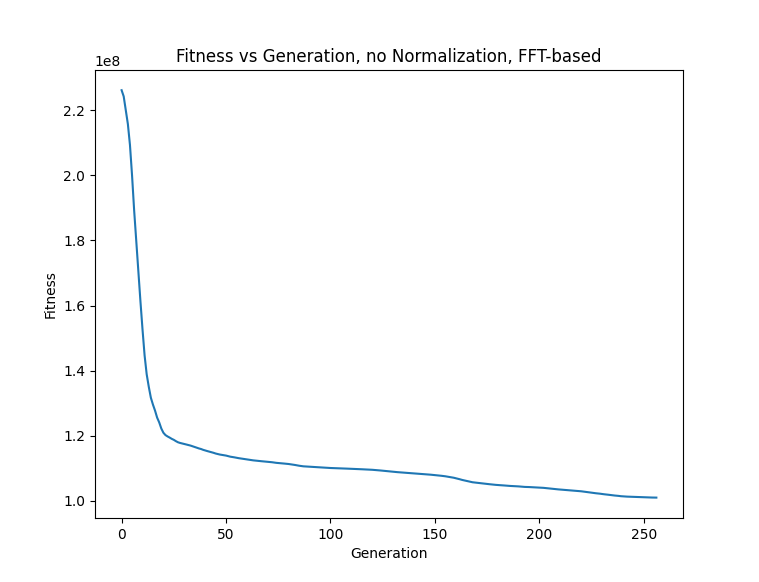 Fitness vs Generation, no Normalization, FFT-based
1e8
2.2
2.0
1.8
1.6
1.4
1.2
1.0
Fitness
0 50 100 150 200 250
Generation